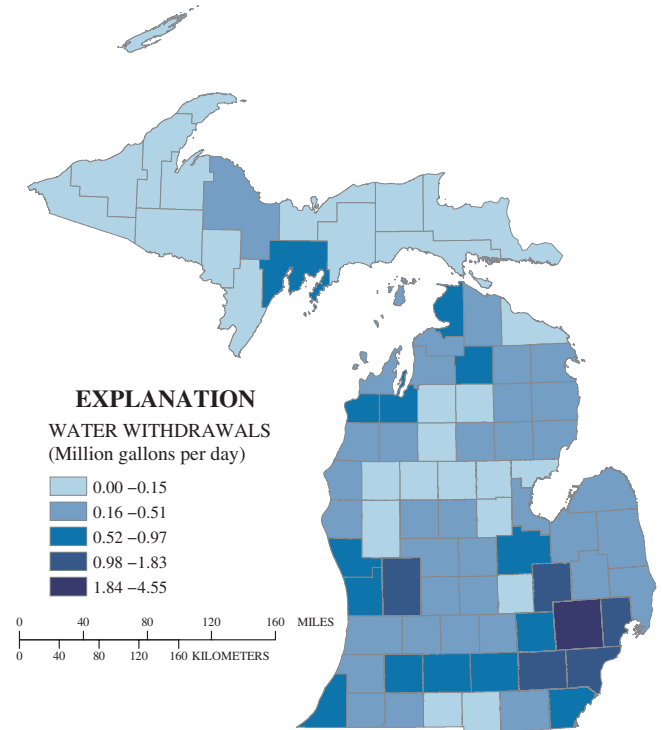 EXPLANATION
WATER WITHDRAWALS
(Million gallons per day)
0.00 –0.15
0.16 –0.51
0.52 –0.97
0.98 –1.83
1.84 –4.55
0 40 80 120 160 MILES
0 40 80 120 160 KILOMETERS